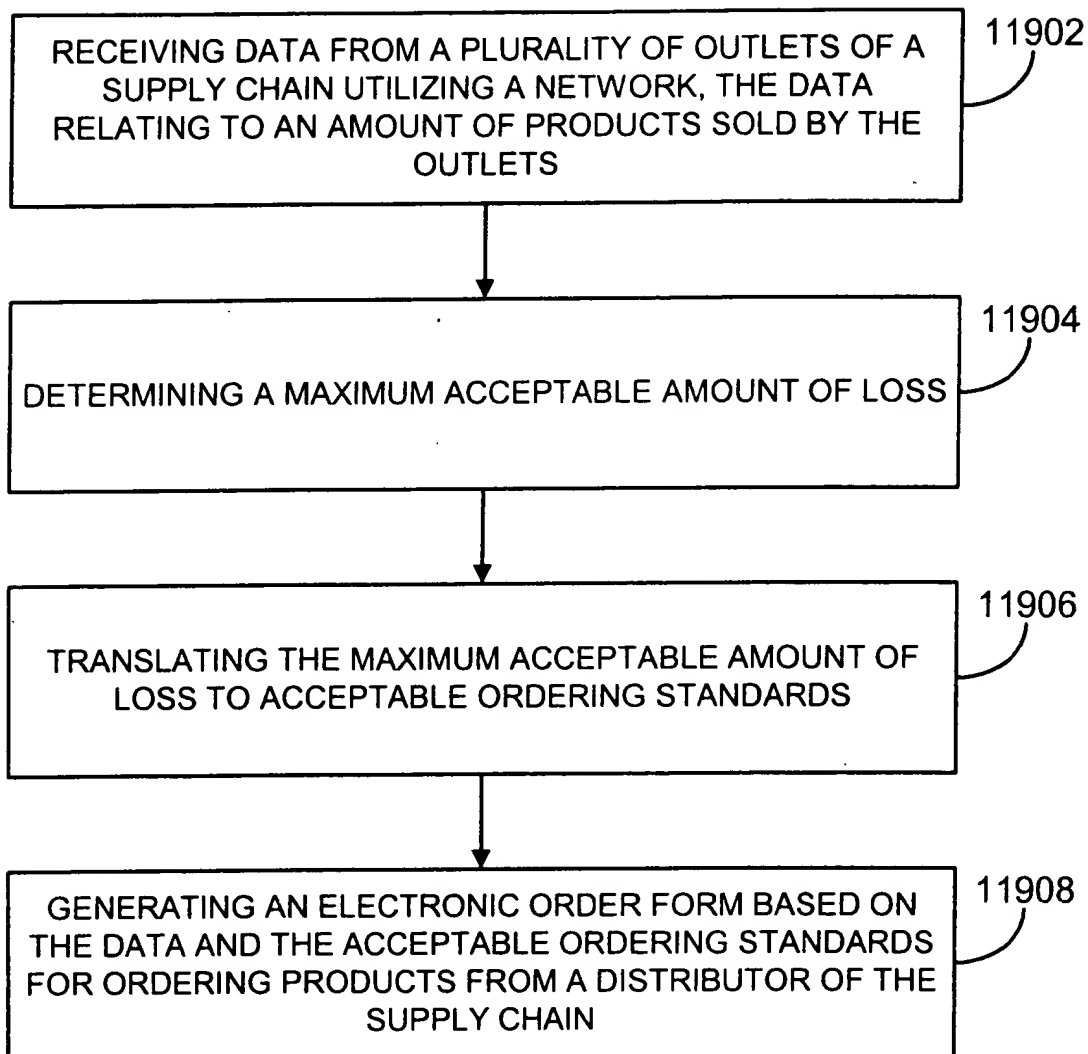 RECEIVING DATA FROM A PLURALITY OF OUTLETS OF A
SUPPLY CHAIN UTILIZING A NETWORK, THE DATA
RELATING TO AN AMOUNT OF PRODUCTS SOLD BY THE
OUTLETS
11902
DETERMINING A MAXIMUM ACCEPTABLE AMOUNT OF LOSS
11904
TRANSLATING THE MAXIMUM ACCEPTABLE AMOUNT OF
LOSS TO ACCEPTABLE ORDERING STANDARDS
11906
GENERATING AN ELECTRONIC ORDER FORM BASED ON
THE DATA AND THE ACCEPTABLE ORDERING STANDARDS
FOR ORDERING PRODUCTS FROM A DISTRIBUTOR OF THE
SUPPLY CHAIN
11908